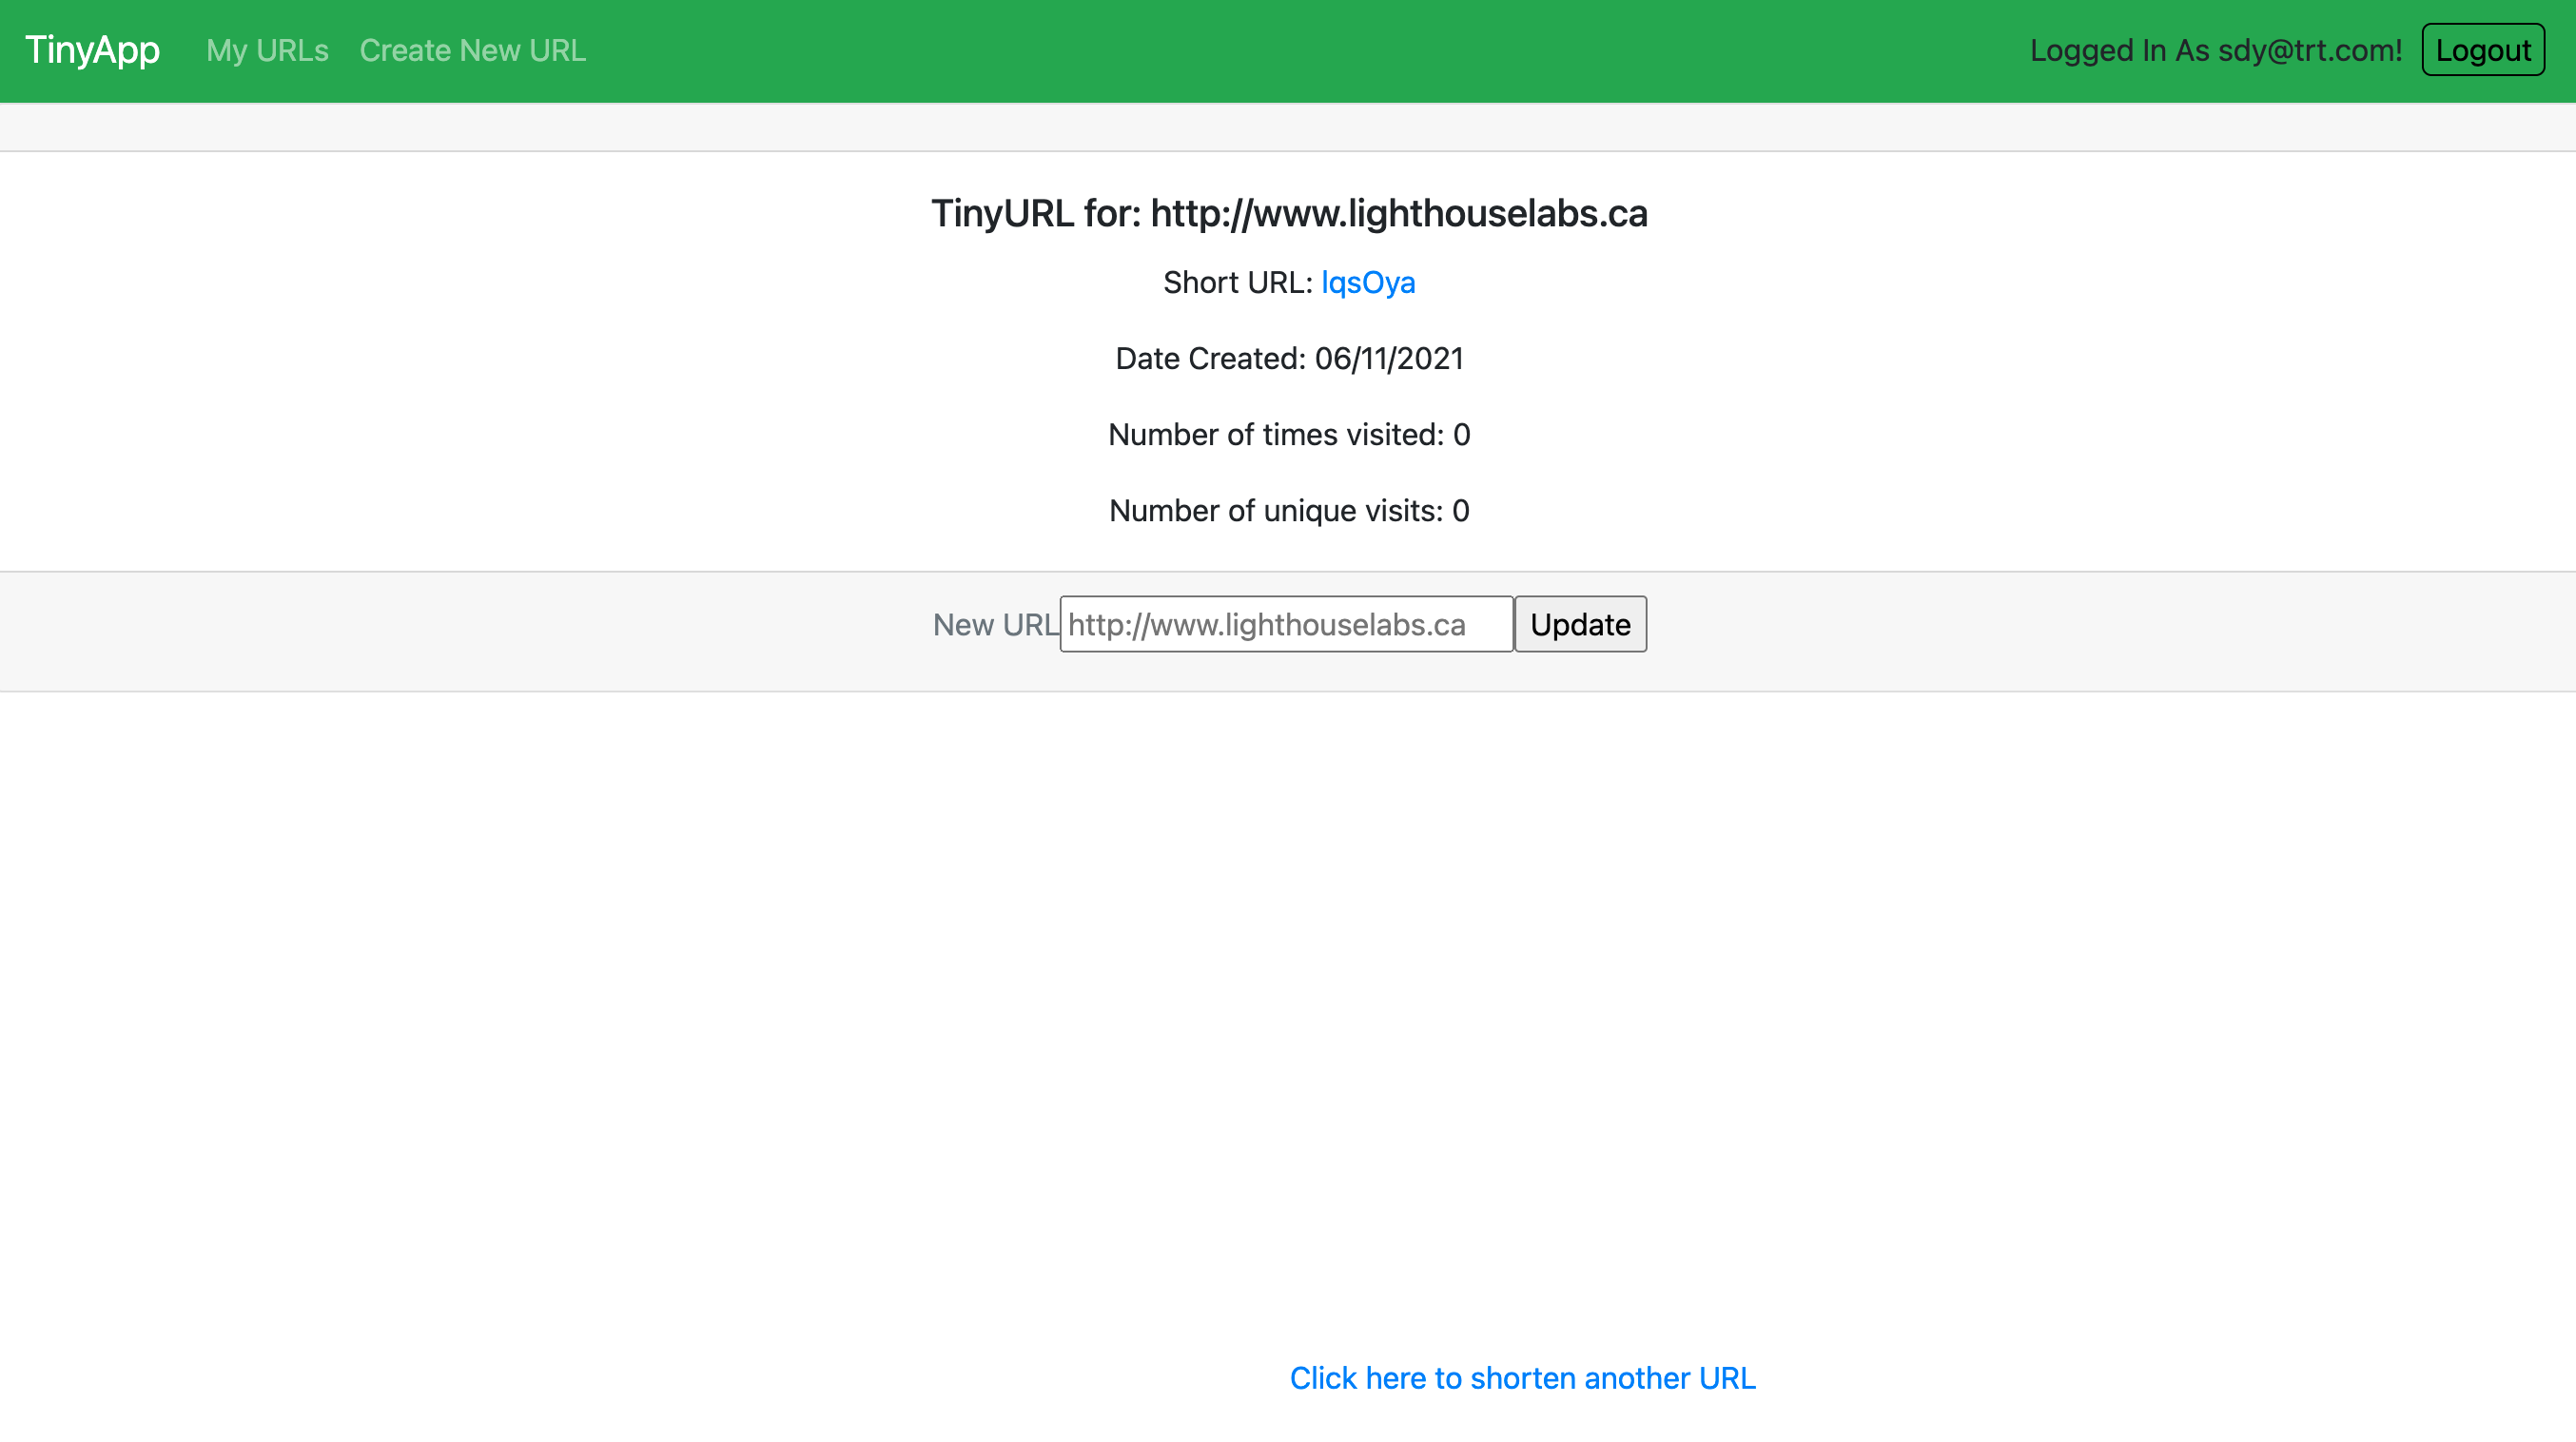 TinyApp My URLs Create New URL Logged In As sdy@trt.com! Logout
TinyURL for: http://www.lighthouselabs.ca
Short URL: lqsOya
Date Created: 06/11/2021
Number of times visited: 0
Number of unique visits: 0
New URL http://www.lighthouselabs.ca Update
Click here to shorten another URL